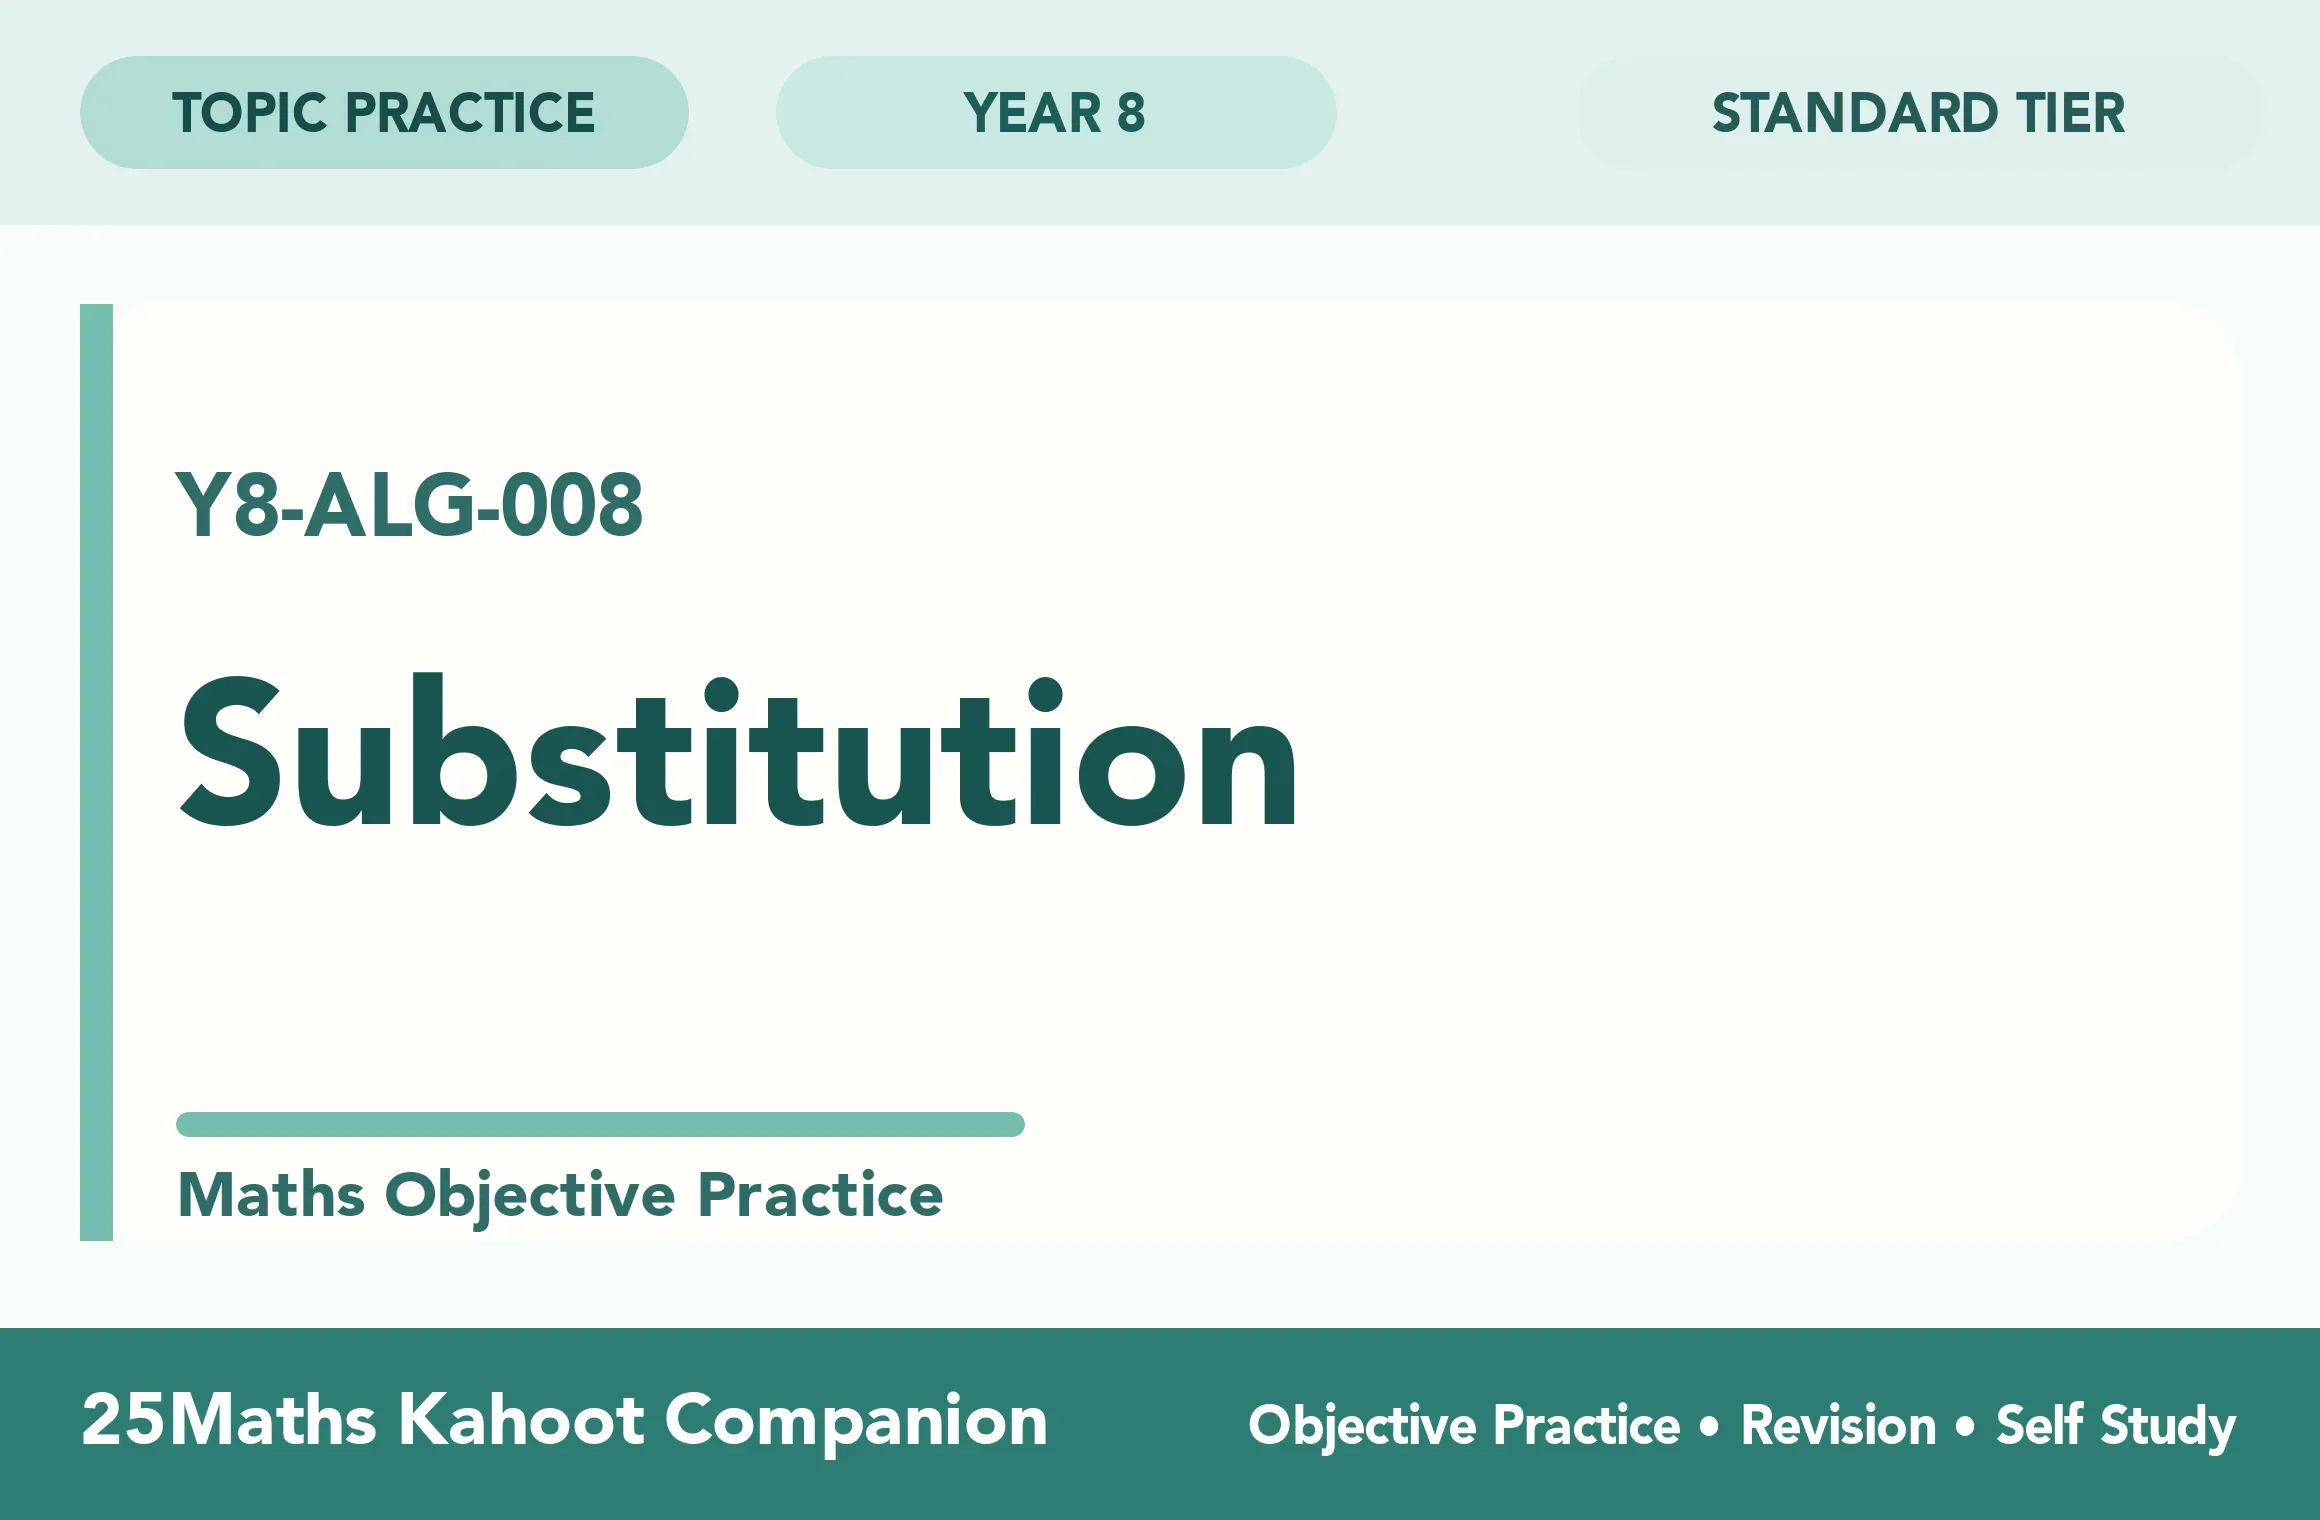 TOPIC PRACTICE
YEAR 8
STANDARD TIER
Y8-ALG-008
Substitution
Maths Objective Practice
25Maths Kahoot Companion
Objective Practice • Revision • Self Study